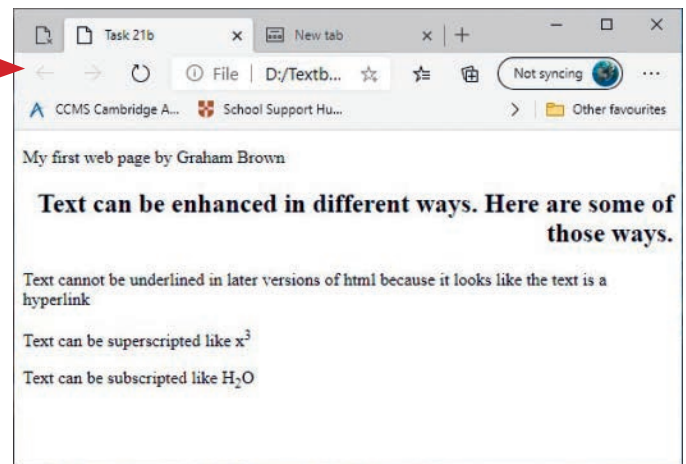 Task 21b
New tab
File | D:/Textb...
Not syncing
CCMS Cambridge A...
School Support Hu...
Other favourites
My first web page by Graham Brown
Text can be enhanced in different ways. Here are some of
those ways.
Text cannot be underlined in later versions of html because it looks like the text is a
hyperlink
Text can be superscripted like x³
Text can be subscripted like H₂O